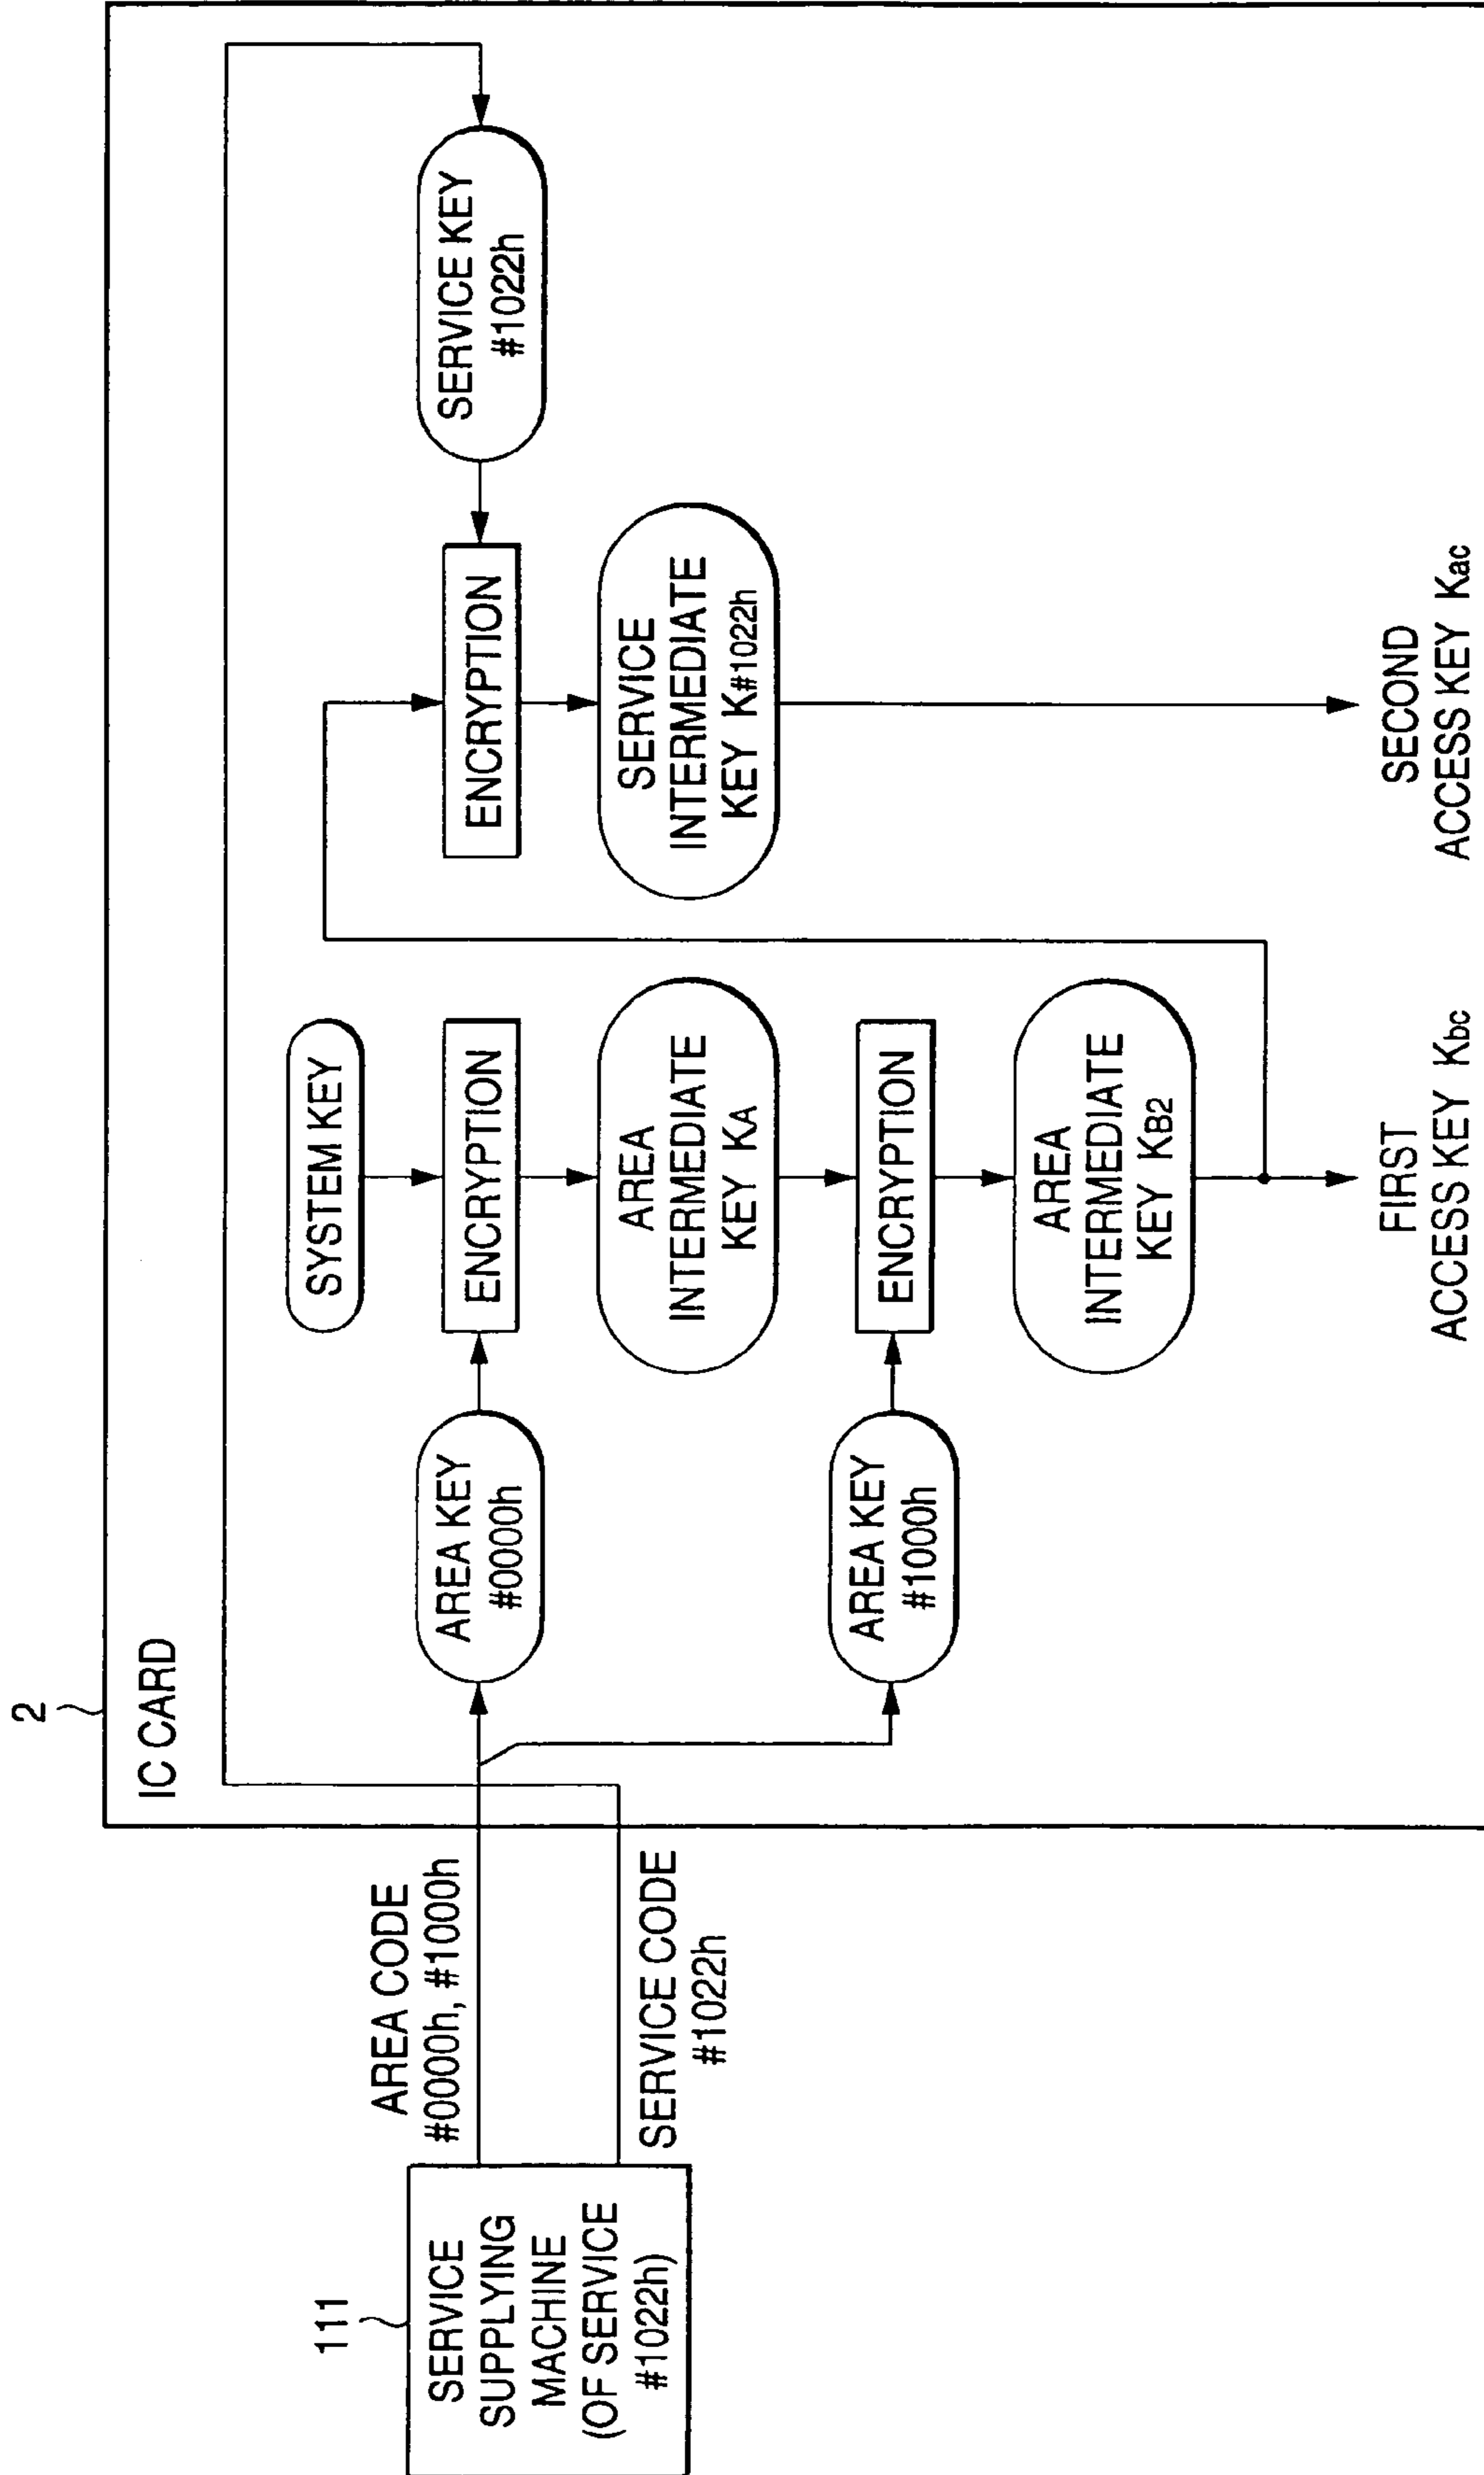 2
IC CARD
111
SERVICE
SUPPLYING
MACHINE
(OF SERVICE
#1022h)
AREA CODE
#0000h, #1000h
SERVICE CODE
#1022h
AREA KEY
#0000h
AREA KEY
#1000h
SYSTEM KEY
ENCRYPTION
AREA
INTERMEDIATE
KEY KA
ENCRYPTION
AREA
INTERMEDIATE
KEY KB2
FIRST
ACCESS KEY Kbc
ENCRYPTION
SERVICE
INTERMEDIATE
KEY K#1022h
SECOND
ACCESS KEY Kac
SERVICE KEY
#1022h